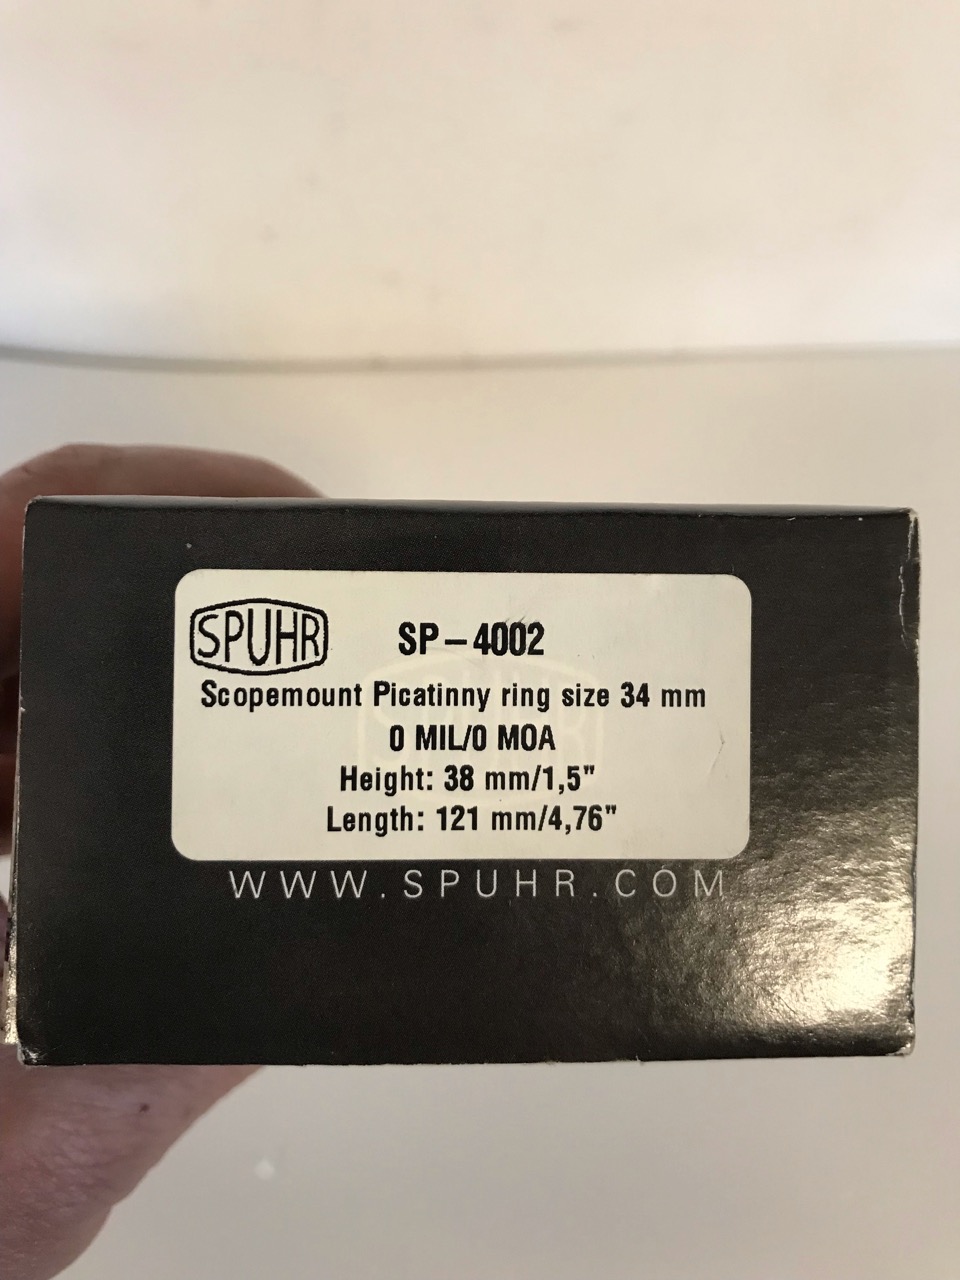 SPUHR
SP-4002
Scopemount Picatinny ring size 34 mm
0 MIL/0 MOA
Height: 38 mm/1,5"
Length: 121 mm/4,76"
WWW.SPUHR.COM